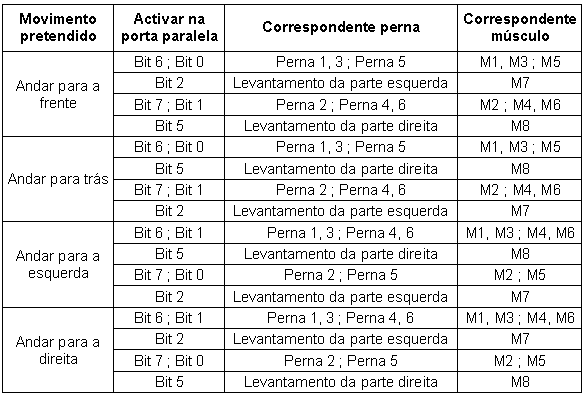 Movimento pretendido | Activar na porta paralela | Correspondente perna | Correspondente músculo
Andar para a frente | Bit 6 ; Bit 0 | Perna 1, 3 ; Perna 5 | M1, M3 ; M5
Bit 2 | Levantamento da parte esquerda | M7
Bit 7 ; Bit 1 | Perna 2 ; Perna 4, 6 | M2 ; M4, M6
Bit 5 | Levantamento da parte direita | M8
Andar para trás | Bit 6 ; Bit 0 | Perna 1, 3 ; Perna 5 | M1, M3 ; M5
Bit 5 | Levantamento da parte direita | M8
Bit 7 ; Bit 1 | Perna 2 ; Perna 4, 6 | M2 ; M4, M6
Bit 2 | Levantamento da parte esquerda | M7
Andar para a esquerda | Bit 6 ; Bit 1 | Perna 1, 3 ; Perna 4, 6 | M1, M3 ; M4, M6
Bit 5 | Levantamento da parte direita | M8
Bit 7 ; Bit 0 | Perna 2 ; Perna 5 | M2 ; M5
Bit 2 | Levantamento da parte esquerda | M7
Andar para a direita | Bit 6 ; Bit 1 | Perna 1, 3 ; Perna 4, 6 | M1, M3 ; M4, M6
Bit 2 | Levantamento da parte esquerda | M7
Bit 7 ; Bit 0 | Perna 2 ; Perna 5 | M2 ; M5
Bit 5 | Levantamento da parte direita | M8